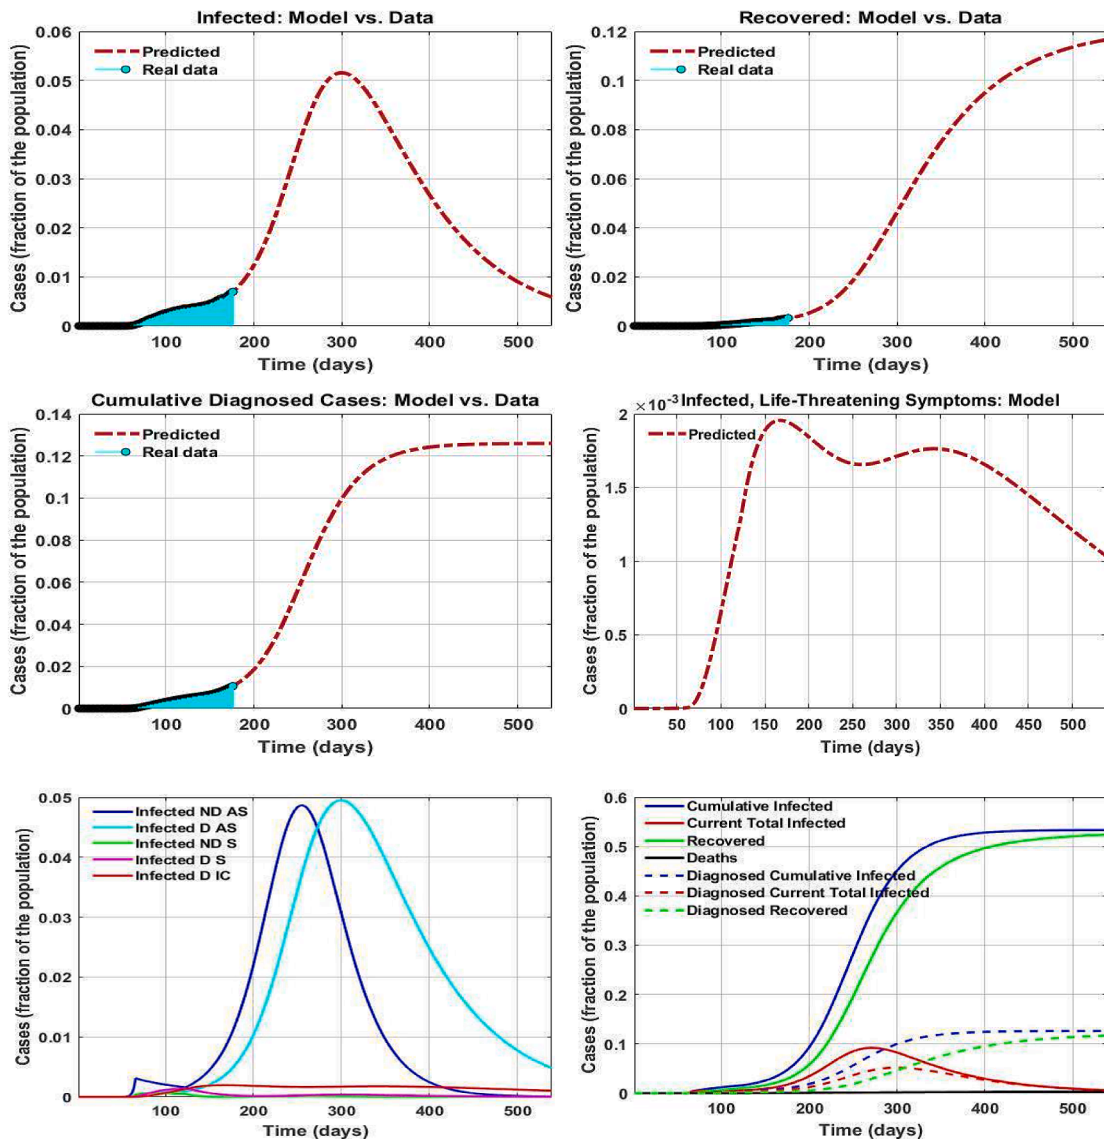 Infected: Model vs. Data
0.06
0.05
0.04
0.03
0.02
0.01
0
Predicted
Real data
100 200 300 400 500
Time (days)
Cases (fraction of the population)
Recovered: Model vs. Data
0.12
0.1
0.08
0.06
0.04
0.02
0
Predicted
Real data
100 200 300 400 500
Time (days)
Cases (fraction of the population)
Cumulative Diagnosed Cases: Model vs. Data
0.14
0.12
0.1
0.08
0.06
0.04
0.02
0
Predicted
Real data
100 200 300 400 500
Time (days)
Cases (fraction of the population)
×10-3 Infected, Life-Threatening Symptoms: Model
2
1.5
1
0.5
0
Predicted
50 100 150 200 250 300 350 400 450 500
Time (days)
Cases (fraction of the population)
0.05
0.04
0.03
0.02
0.01
0
Infected ND AS
Infected D AS
Infected ND S
Infected D S
Infected D IC
100 200 300 400 500
Time (days)
Cases (fraction of the population)
0.6
0.5
0.4
0.3
0.2
0.1
0
Cumulative Infected
Current Total Infected
Recovered
Deaths
Diagnosed Cumulative Infected
Diagnosed Current Total Infected
Diagnosed Recovered
100 200 300 400 500
Time (days)
Cases (fraction of the population)